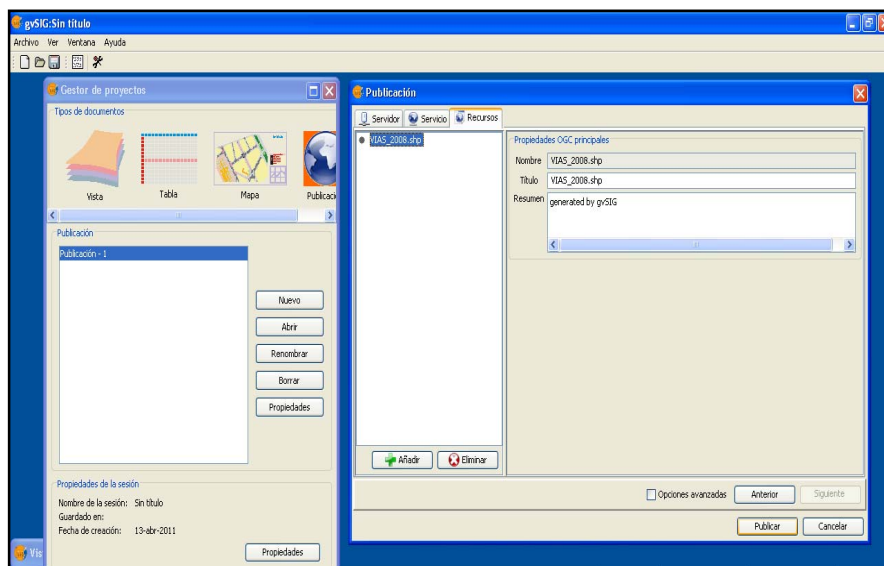 gvSIG:Sin título
Archivo Ver Ventana Ayuda
Gestor de proyectos
Tipos de documentos
Vista
Tabla
Mapa
Publicaci
Publicación
Publicación - 1
Nuevo
Abrir
Renombrar
Borrar
Propiedades
Propiedades de la sesión
Nombre de la sesión: Sin título
Guardado en:
Fecha de creación: 13-abr-2011
Propiedades
Vis
Publicación
Servidor Servicio Recursos
VIAS_2008.shp
Añadir Eliminar
Propiedades OGC principales
Nombre VIAS_2008.shp
Título VIAS_2008.shp
Resumen generated by gvSIG
Opciones avanzadas Anterior Siguiente
Publicar Cancelar